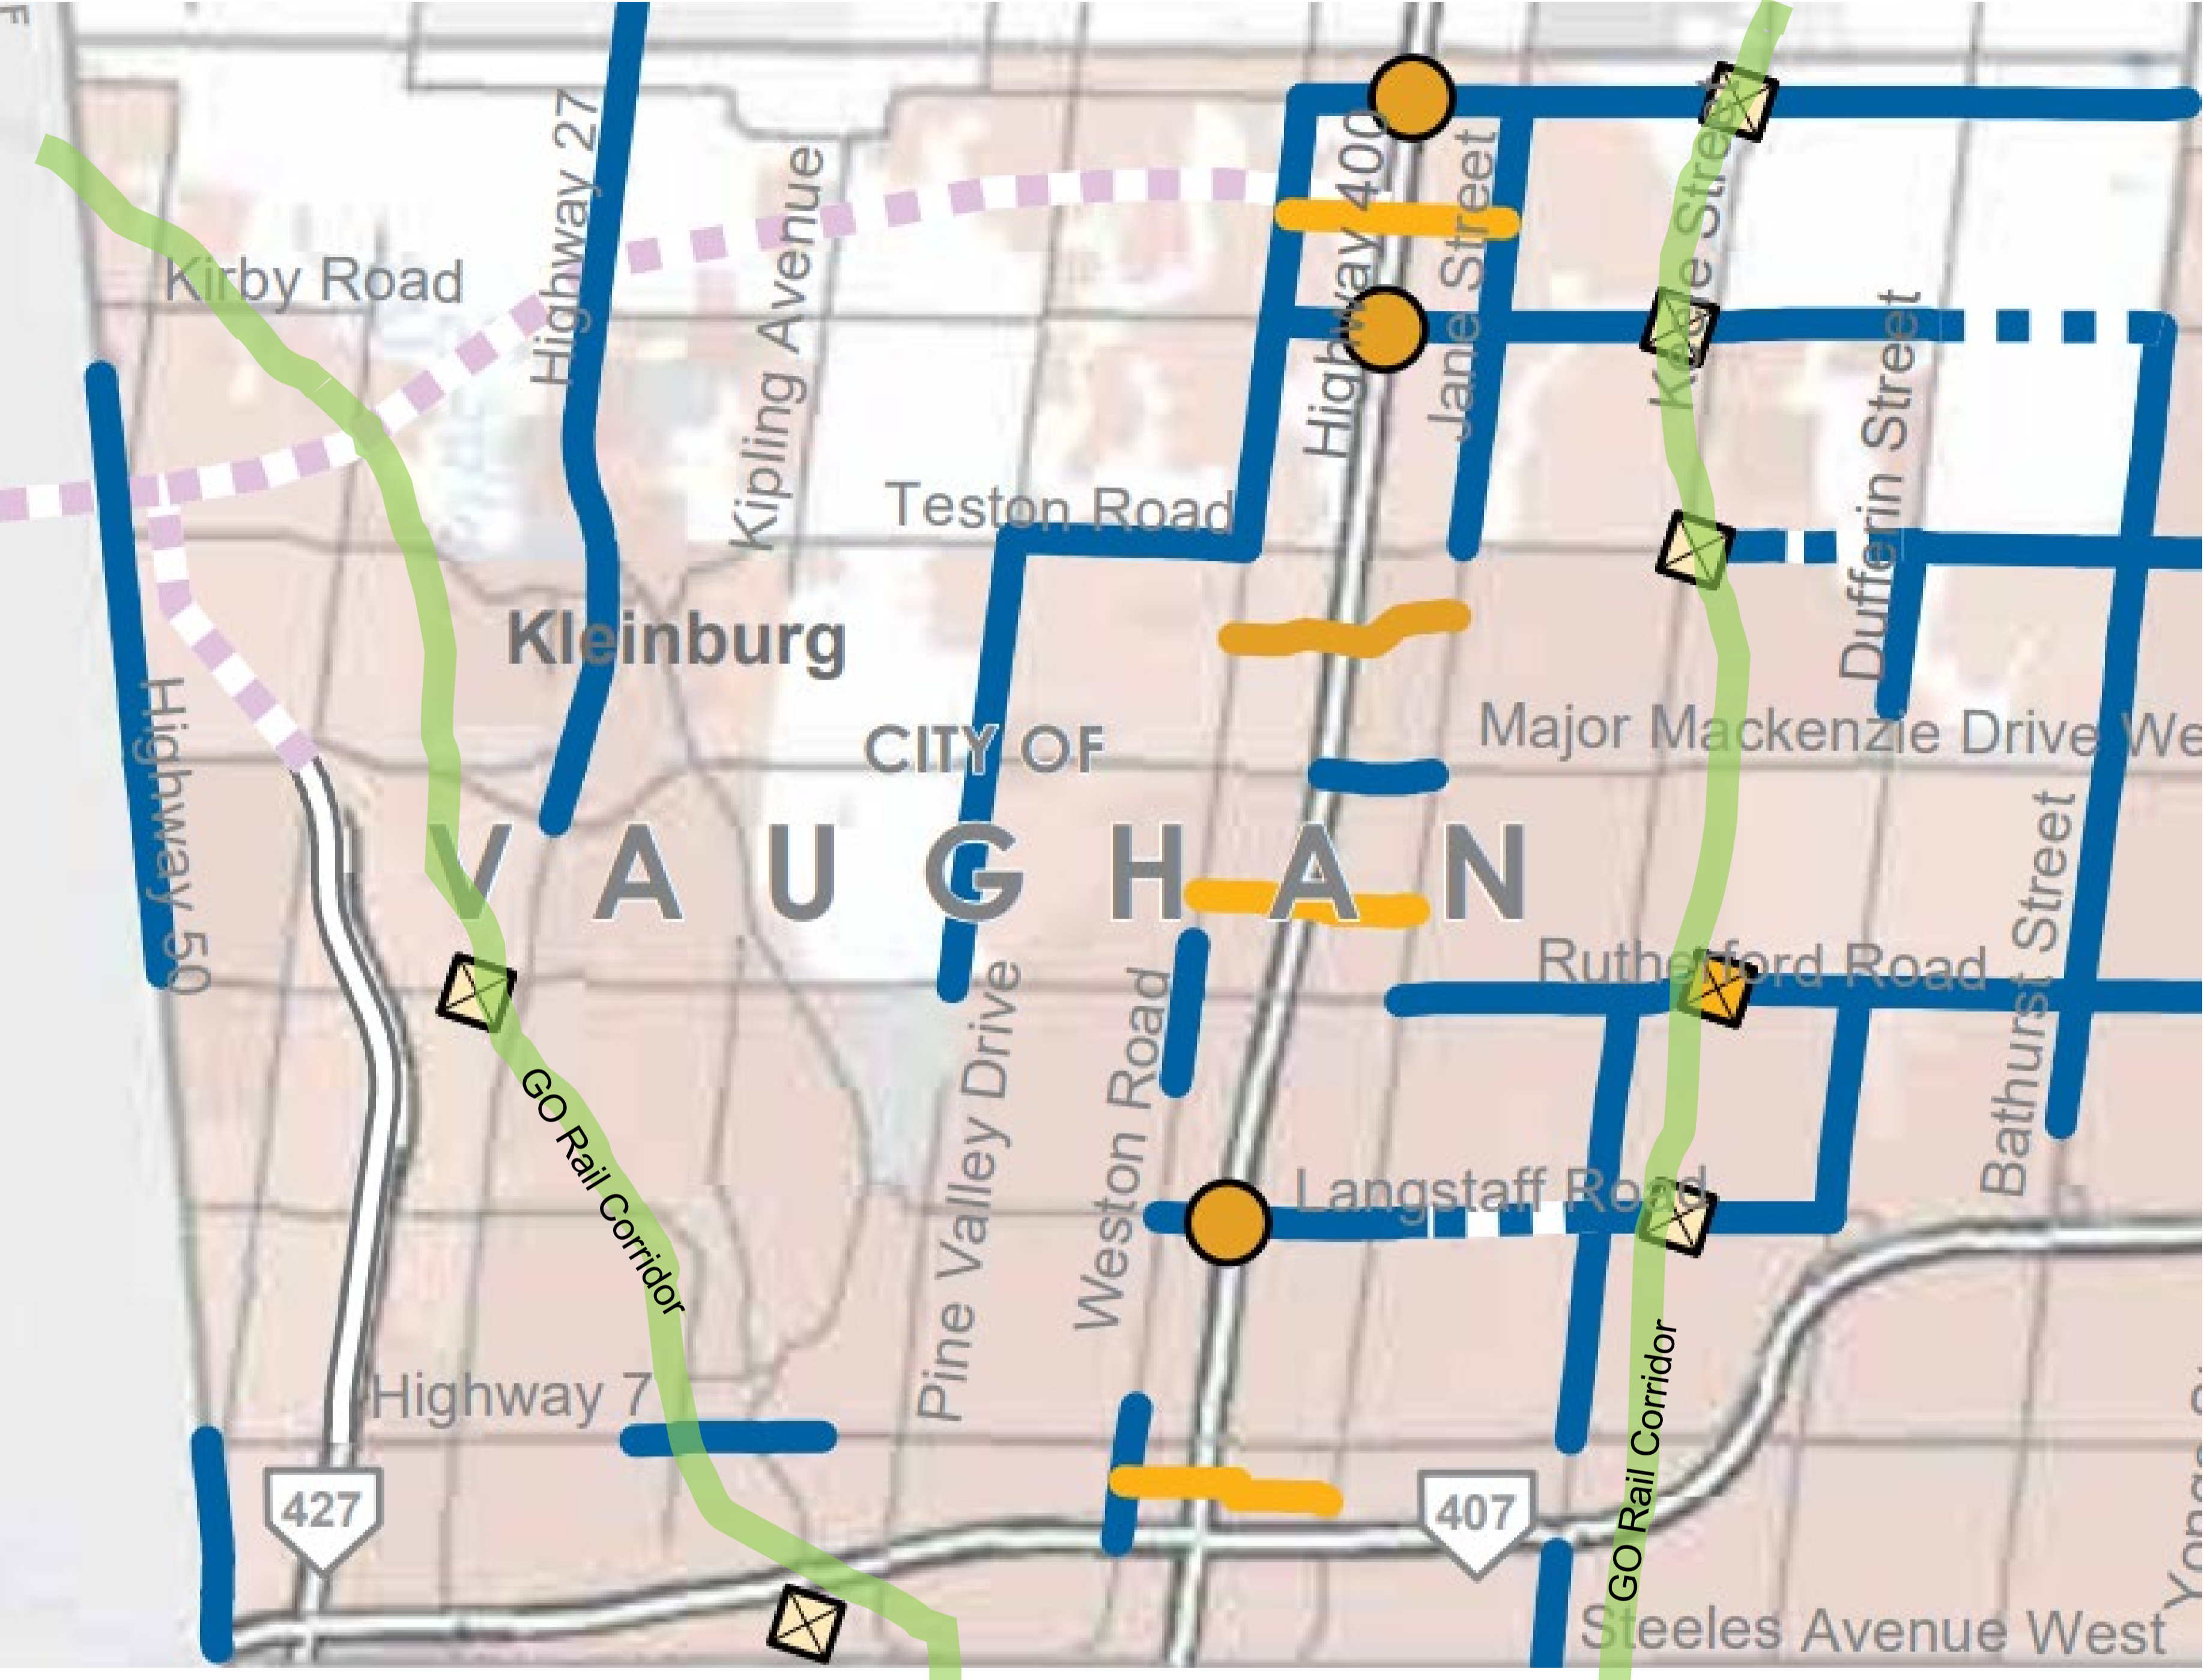 Highway 27
Kipling Avenue
Highway 400
Jane Street
Keele Street
Kirby Road
Dufferin Street
Teston Road
Kleinburg
Highway 50
CITY OF
VAUGHAN
Major Mackenzie Drive We
Rutherford Road
Bathurst Street
Pine Valley Drive
Weston Road
GO Rail Corridor
Langstaff Road
Highway 7
GO Rail Corridor
427
407
Steeles Avenue West